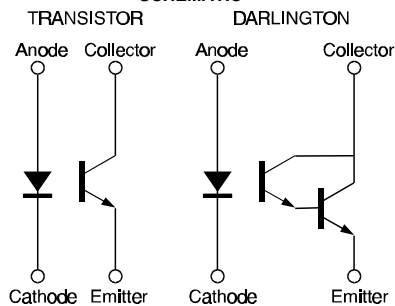 TRANSISTOR DARLINGTON
Anode Collector Anode Collector
Cathode Emitter Cathode Emitter